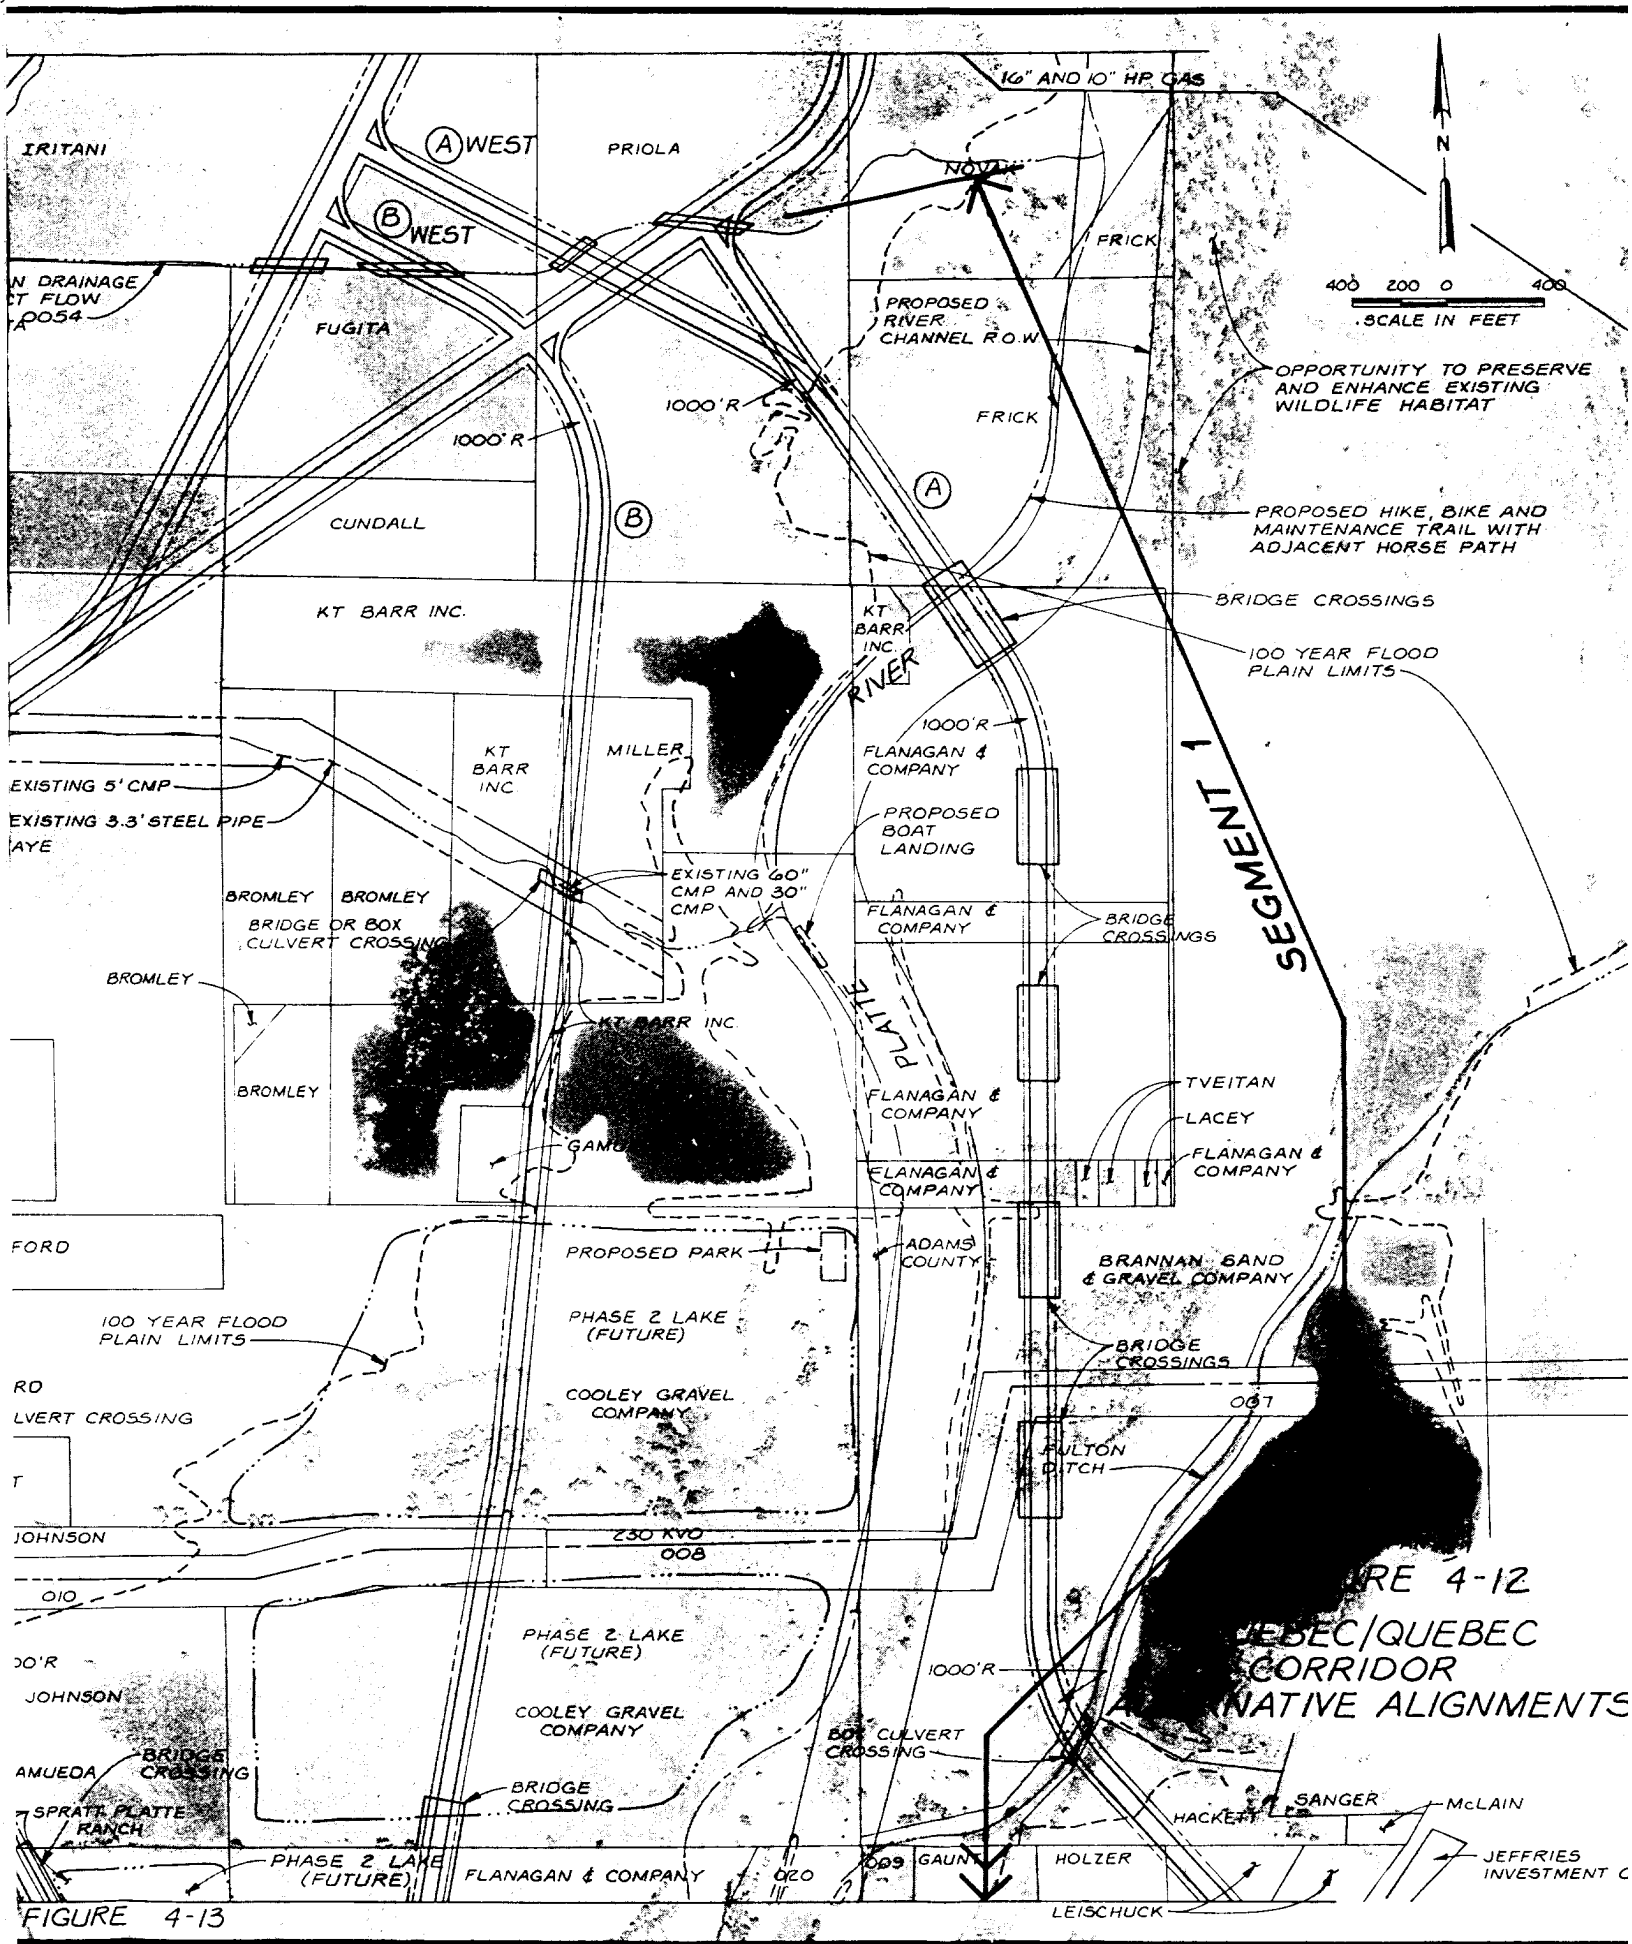 16" AND 10" HP. GAS
IRITANI
A WEST
PRIOLA
NOVAK
B WEST
N
FRICK
N DRAINAGE
CT FLOW
0054
FUGITA
PROPOSED
RIVER
CHANNEL R.O.W.
400 200 0 400
SCALE IN FEET
OPPORTUNITY TO PRESERVE
AND ENHANCE EXISTING
WILDLIFE HABITAT
1000'R
FRICK
1000'R
A
B
CUNDALL
PROPOSED HIKE, BIKE AND
MAINTENANCE TRAIL WITH
ADJACENT HORSE PATH
KT BARR INC.
KT
BARR
INC.
BRIDGE CROSSINGS
100 YEAR FLOOD
PLAIN LIMITS
RIVER
1000'R
KT
BARR
INC.
MILLER
FLANAGAN &
COMPANY
SEGMENT 1
EXISTING 5' CMP
EXISTING 3.3' STEEL PIPE
AYE
PROPOSED
BOAT
LANDING
EXISTING 60"
CMP AND 30"
CMP
BROMLEY
BROMLEY
BRIDGE OR BOX
CULVERT CROSSING
FLANAGAN &
COMPANY
BRIDGE
CROSSINGS
BROMLEY
PLATTE
KT BARR INC.
BROMLEY
FLANAGAN &
COMPANY
TVEITAN
LACEY
FLANAGAN &
COMPANY
GAMU
FLANAGAN &
COMPANY
FORD
PROPOSED PARK
ADAMS
COUNTY
BRANNAN SAND
& GRAVEL COMPANY
100 YEAR FLOOD
PLAIN LIMITS
PHASE 2 LAKE
(FUTURE)
BRIDGE
CROSSINGS
RD
LVERT CROSSING
COOLEY GRAVEL
COMPANY
007
T
FULTON
DITCH
JOHNSON
230 KVO
008
010
RE 4-12
EBEC/QUEBEC
CORRIDOR
NATIVE ALIGNMENTS
PHASE 2 LAKE
(FUTURE)
00'R
JOHNSON
1000'R
COOLEY GRAVEL
COMPANY
BOX CULVERT
CROSSING
AMUEDA
BRIDGE
CROSSING
BRIDGE
CROSSING
SPRATT PLATTE
RANCH
HACKETT
SANGER
McLAIN
PHASE 2 LAKE
(FUTURE)
FLANAGAN & COMPANY
020
009
GAUNT
HOLZER
JEFFRIES
INVESTMENT C
LEISCHUCK
FIGURE 4-13